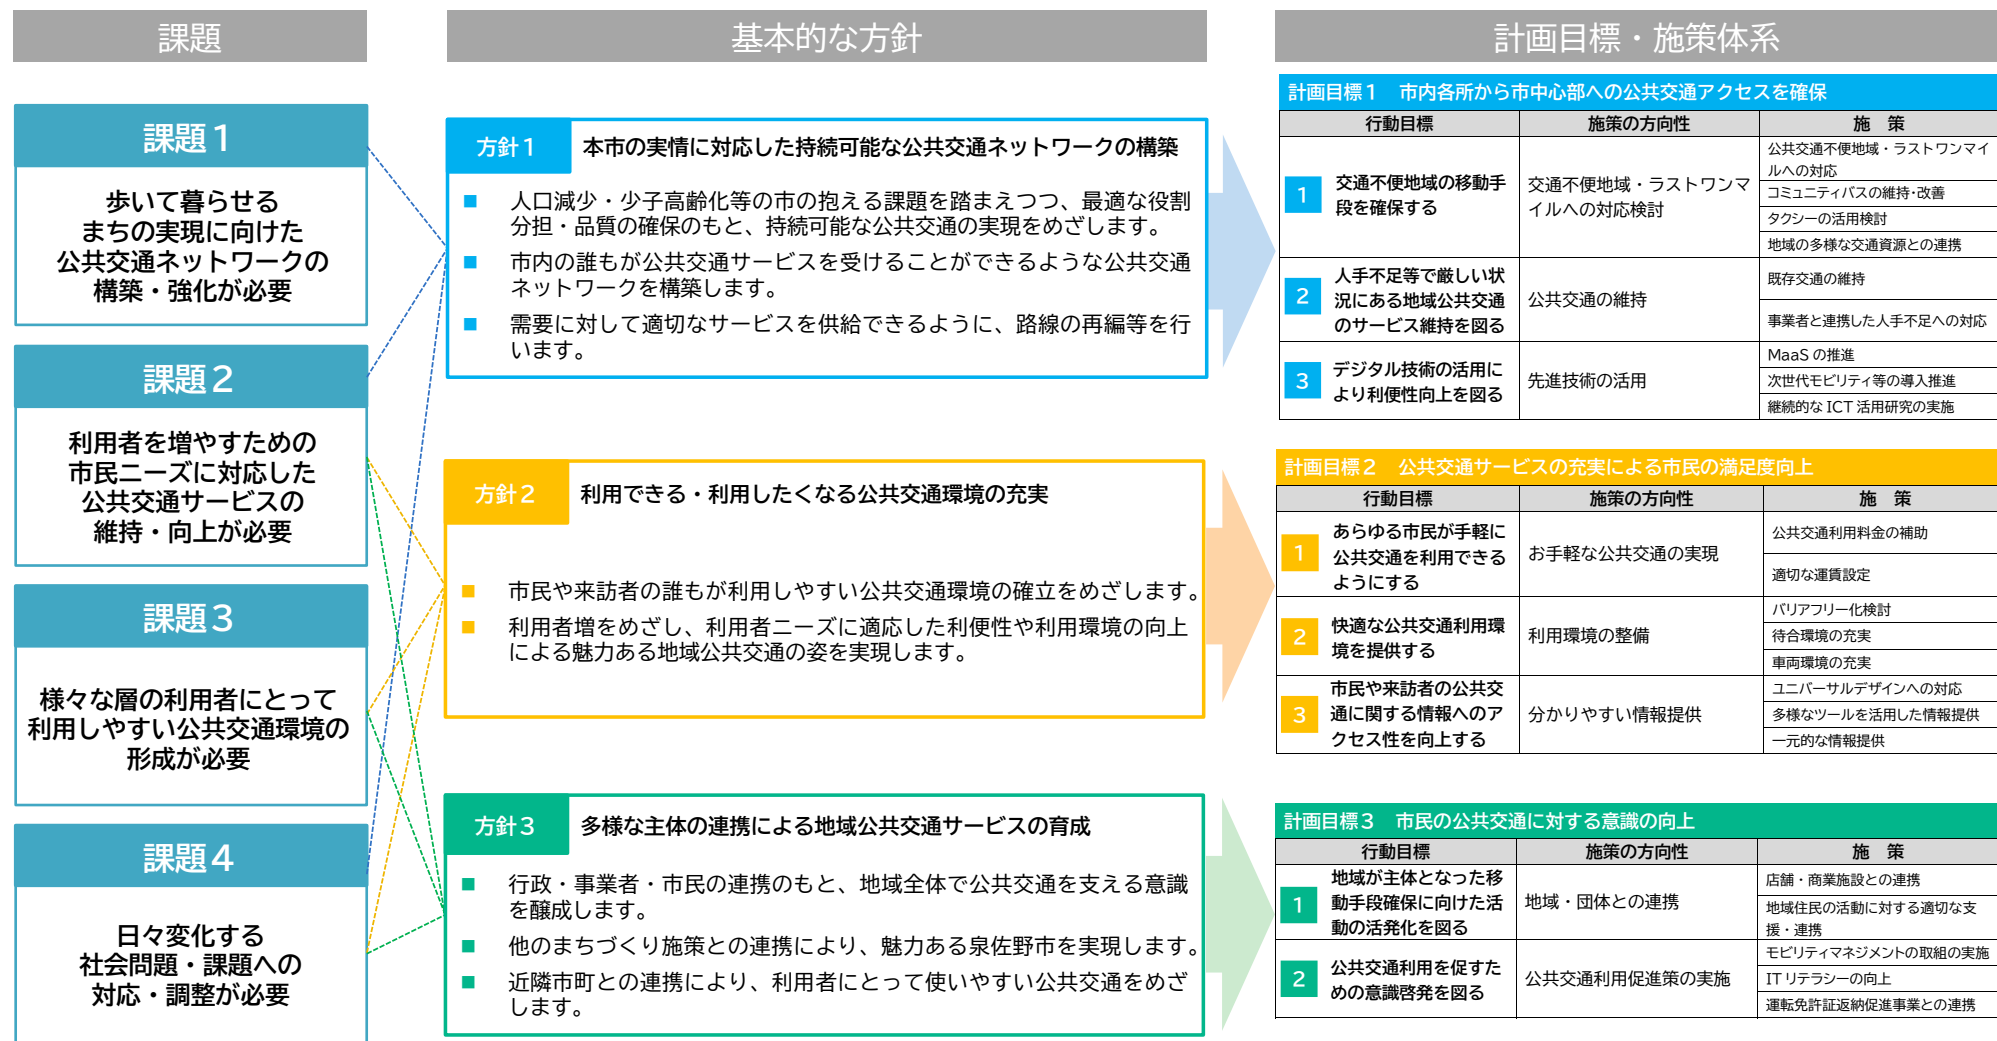 課題
基本的な方針
計画目標・施策体系
課題１
歩いて暮らせる
まちの実現に向けた
公共交通ネットワークの
構築・強化が必要
課題２
利用者を増やすための
市民ニーズに対応した
公共交通サービスの
維持・向上が必要
課題３
様々な層の利用者にとって
利用しやすい公共交通環境の
形成が必要
課題４
日々変化する
社会問題・課題への
対応・調整が必要
方針１ 本市の実情に対応した持続可能な公共交通ネットワークの構築
■ 人口減少・少子高齢化等の市の抱える課題を踏まえつつ、最適な役割
分担・品質の確保のもと、持続可能な公共交通の実現をめざします。
■ 市内の誰もが公共交通サービスを受けることができるような公共交通
ネットワークを構築します。
■ 需要に対して適切なサービスを供給できるように、路線の再編等を行
います。
方針２ 利用できる・利用したくなる公共交通環境の充実
■ 市民や来訪者の誰もが利用しやすい公共交通環境の確立をめざします。
■ 利用者増をめざし、利用者ニーズに適応した利便性や利用環境の向上
による魅力ある地域公共交通の姿を実現します。
方針３ 多様な主体の連携による地域公共交通サービスの育成
■ 行政・事業者・市民の連携のもと、地域全体で公共交通を支える意識
を醸成します。
■ 他のまちづくり施策との連携により、魅力ある泉佐野市を実現します。
■ 近隣市町との連携により、利用者にとって使いやすい公共交通をめざ
します。
計画目標１ 市内各所から市中心部への公共交通アクセスを確保
行動目標 施策の方向性 施 策
1
交通不便地域の移動手
段を確保する
交通不便地域・ラストワンマ
イルへの対応検討
公共交通不便地域・ラストワンマイ
ルへの対応
コミュニティバスの維持・改善
タクシーの活用検討
地域の多様な交通資源との連携
2
人手不足等で厳しい状
況にある地域公共交通
のサービス維持を図る
公共交通の維持
既存交通の維持
事業者と連携した人手不足への対応
3
デジタル技術の活用に
より利便性向上を図る
先進技術の活用
MaaS の推進
次世代モビリティ等の導入推進
継続的な ICT 活用研究の実施
計画目標２ 公共交通サービスの充実による市民の満足度向上
行動目標 施策の方向性 施 策
1
あらゆる市民が手軽に
公共交通を利用できる
ようにする
お手軽な公共交通の実現
公共交通利用料金の補助
適切な運賃設定
2
快適な公共交通利用環
境を提供する
利用環境の整備
バリアフリー化検討
待合環境の充実
車両環境の充実
3
市民や来訪者の公共交
通に関する情報へのア
クセス性を向上する
分かりやすい情報提供
ユニバーサルデザインへの対応
多様なツールを活用した情報提供
一元的な情報提供
計画目標３ 市民の公共交通に対する意識の向上
行動目標 施策の方向性 施 策
1
地域が主体となった移
動手段確保に向けた活
動の活発化を図る
地域・団体との連携
店舗・商業施設との連携
地域住民の活動に対する適切な支
援・連携
2
公共交通利用を促すた
めの意識啓発を図る
公共交通利用促進策の実施
モビリティマネジメントの取組の実施
IT リテラシーの向上
運転免許証返納促進事業との連携